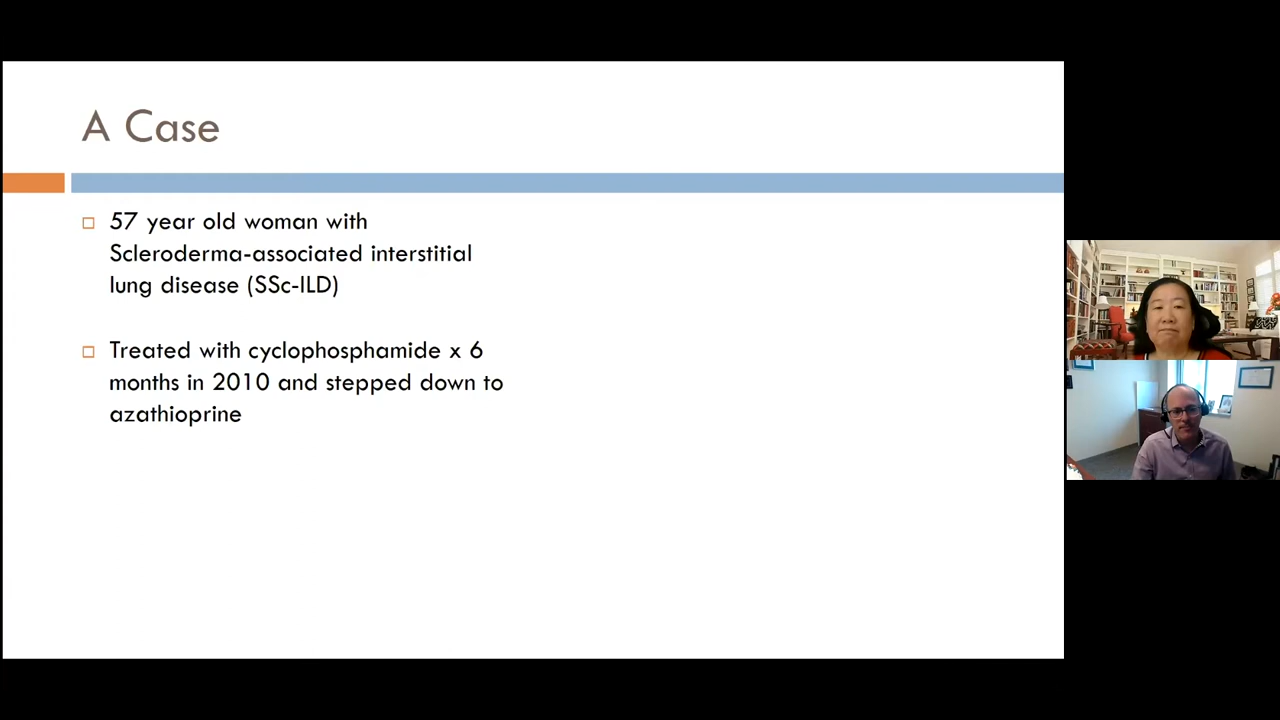 A Case
57 year old woman with
Scleroderma-associated interstitial
lung disease (SSc-ILD)
Treated with cyclophosphamide x 6
months in 2010 and stepped down to
azathioprine